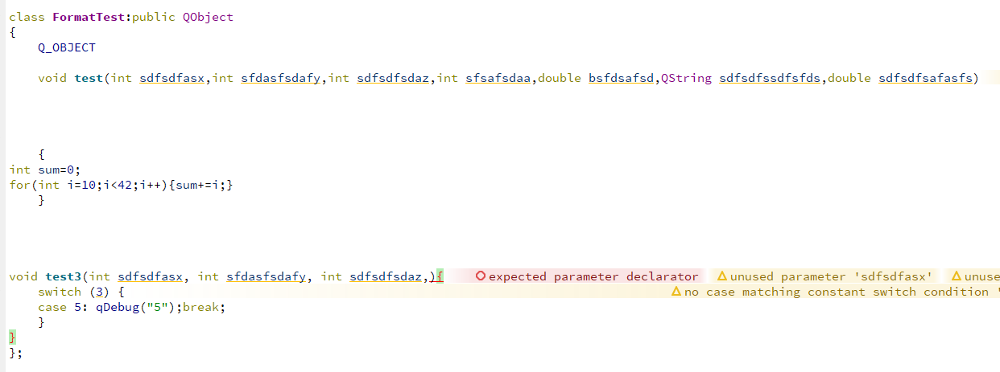 class FormatTest:public QObject
{
    Q_OBJECT
    void test(int sdfsdfasx,int sfdasfsdafy,int sdfsdfsdaz,int sfsafsdaa,double bsfdsafsd,QString sdfsdfssdfsfds,double sdfsdfsafasfs)
    {
int sum=0;
for(int i=10;i<42;i++){sum+=i;}
    }
void test3(int sdfsdfasx, int sfdasfsdafy, int sdfsdfsdaz,){ expected parameter declarator unused parameter 'sdfsdfasx' unuse
    switch (3) { no case matching constant switch condition '
    case 5: qDebug("5");break;
    }
}
};